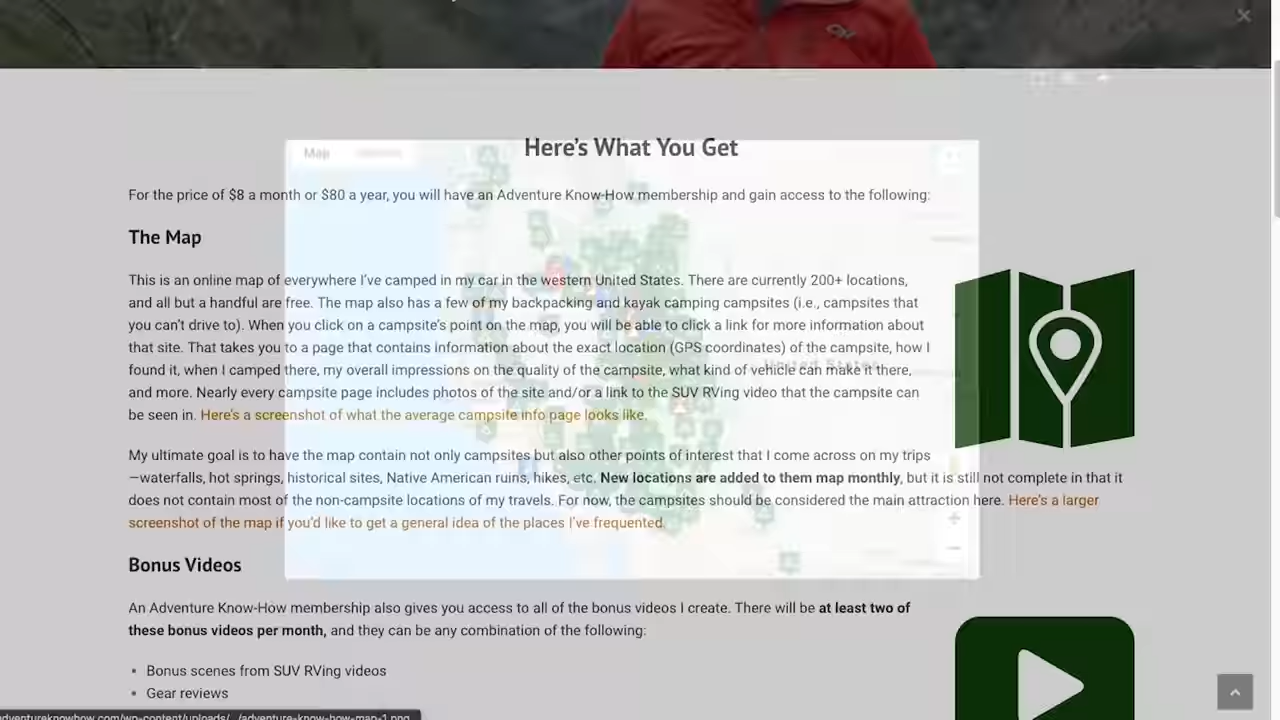 Here's What You Get
Map
For the price of $8 a month or $80 a year, you will have an Adventure Know-How membership and gain access to the following:
The Map
This is an online map of everywhere I've camped in my car in the western United States. There are currently 200+ locations,
and all but a handful are free. The map also has a few of my backpacking and kayak camping campsites (i.e., campsites that
you can't drive to). When you click on a campsite's point on the map, you will be able to click a link for more information about
that site. That takes you to a page that contains information about the exact location (GPS coordinates) of the campsite, how I
found it, when I camped there, my overall impressions on the quality of the campsite, what kind of vehicle can make it there,
and more. Nearly every campsite page includes photos of the site and/or a link to the SUV RVing video that the campsite can
be seen in. Here's a screenshot of what the average campsite info page looks like.
United States
My ultimate goal is to have the map contain not only campsites but also other points of interest that I come across on my trips
—waterfalls, hot springs, historical sites, Native American ruins, hikes, etc. New locations are added to them map monthly, but it is still not complete in that it
does not contain most of the non-campsite locations of my travels. For now, the campsites should be considered the main attraction here. Here's a larger
screenshot of the map if you'd like to get a general idea of the places I've frequented.
Bonus Videos
An Adventure Know-How membership also gives you access to all of the bonus videos I create. There will be at least two of
these bonus videos per month, and they can be any combination of the following:
• Bonus scenes from SUV RVing videos
• Gear reviews
adventureknowhow.com/wp-content/uploads/.../adventure-know-how-map-1.png